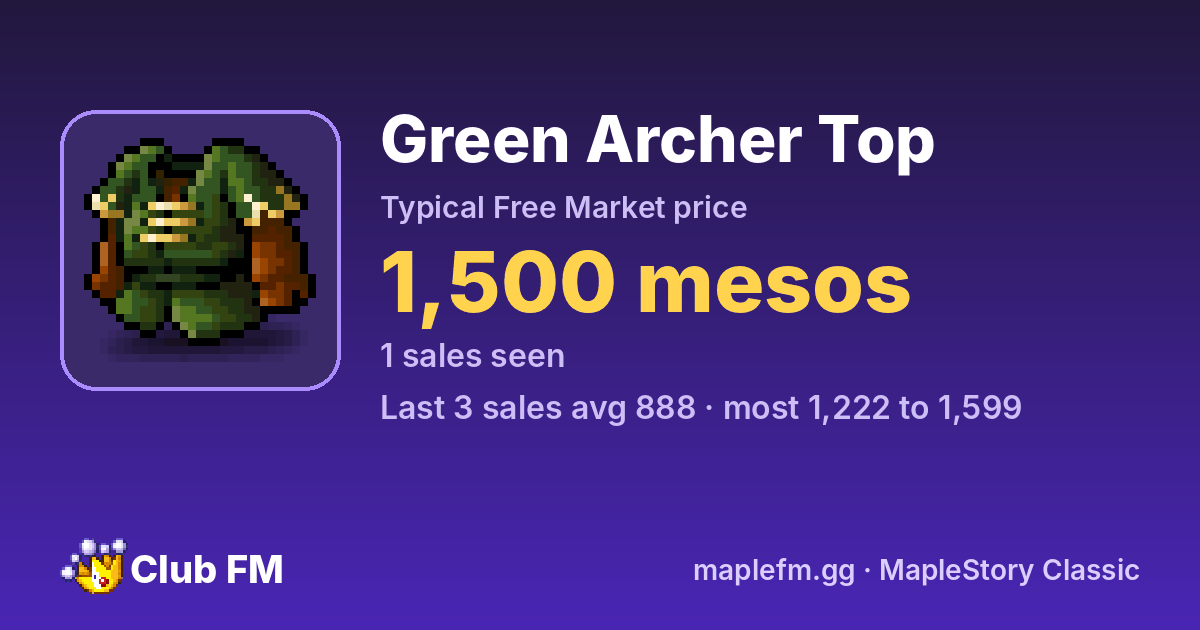 Green Archer Top
Typical Free Market price
1,500 mesos
1 sales seen
Last 3 sales avg 888 · most 1,222 to 1,599
Club FM
maplefm.gg · MapleStory Classic